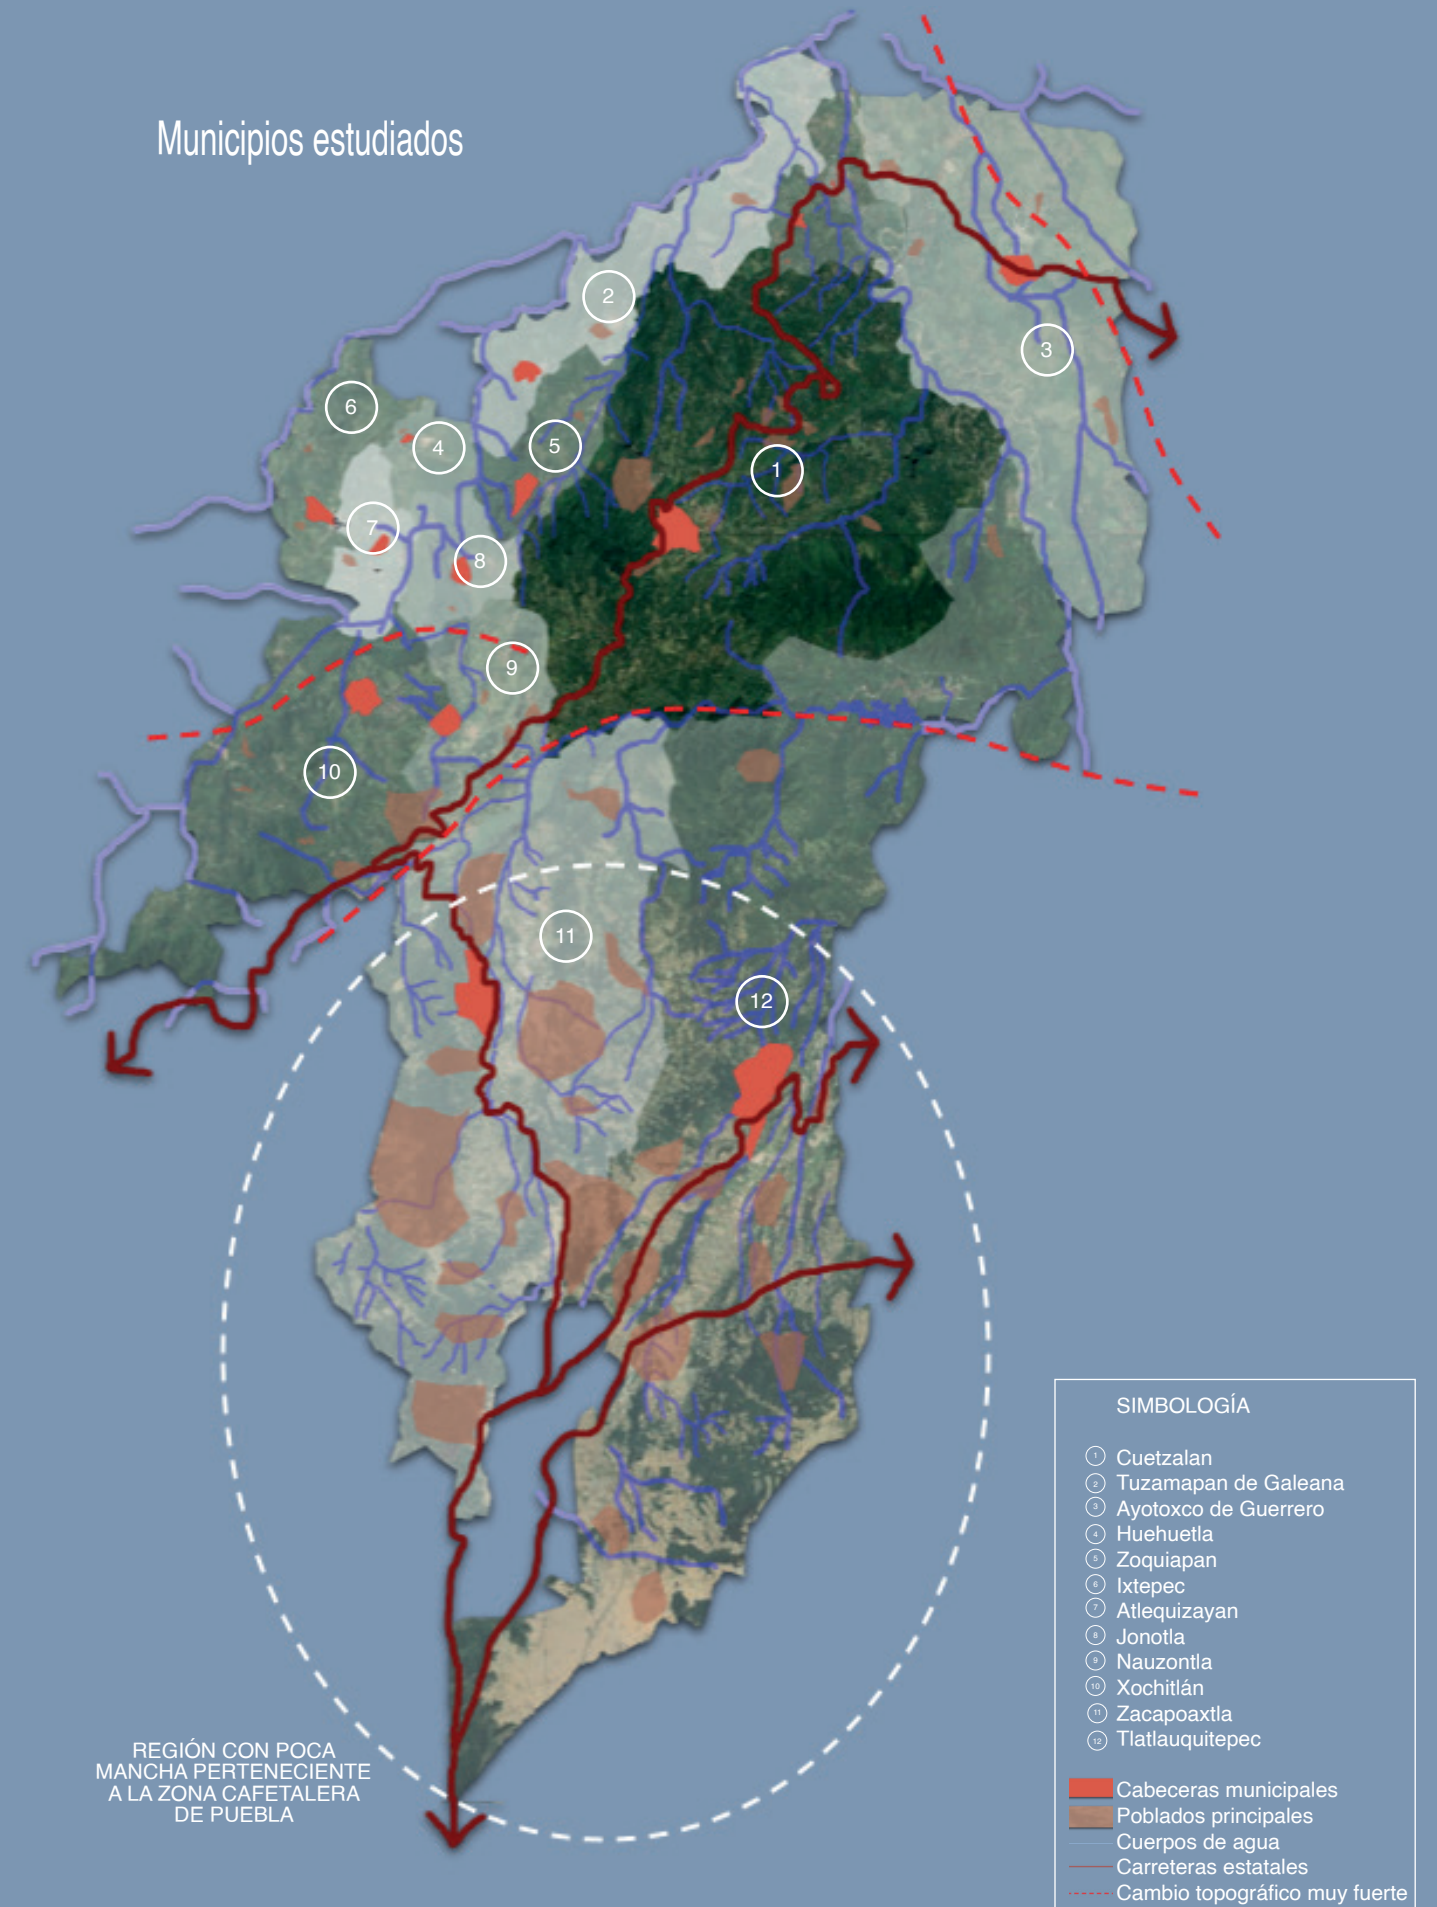 Municipios estudiados
2
3
6
4
5
1
7
8
9
10
11
12
REGIÓN CON POCA
MANCHA PERTENECIENTE
A LA ZONA CAFETALERA
DE PUEBLA
SIMBOLOGÍA
1 Cuetzalan
2 Tuzamapan de Galeana
3 Ayotoxco de Guerrero
4 Huehuetla
5 Zoquiapan
6 Ixtepec
7 Atlequizayan
8 Jonotla
9 Nauzontla
10 Xochitlán
11 Zacapoaxtla
12 Tlatlauquitepec
Cabeceras municipales
Poblados principales
Cuerpos de agua
Carreteras estatales
Cambio topográfico muy fuerte